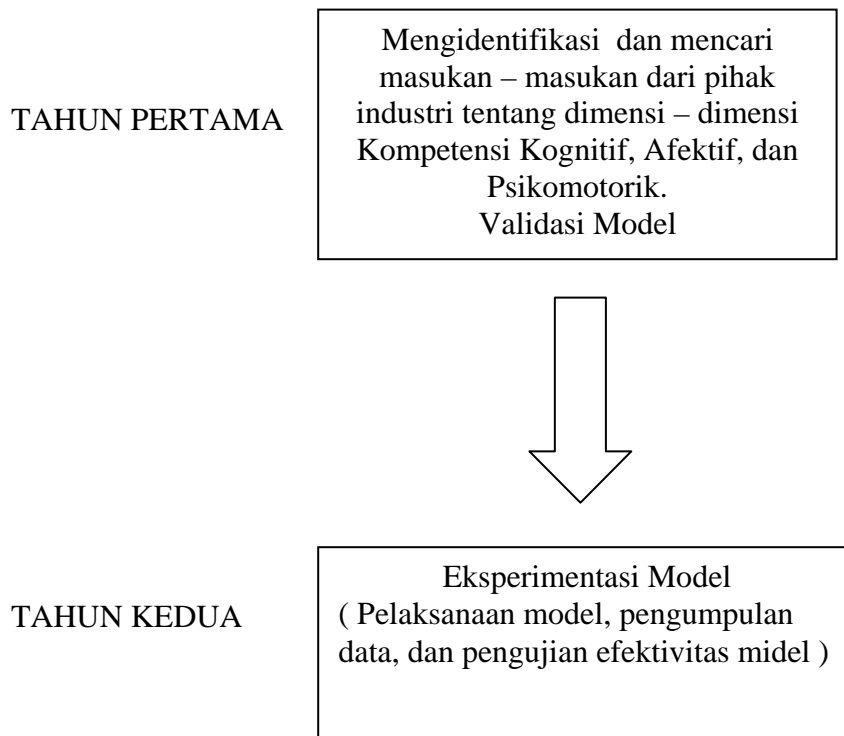 Mengidentifikasi dan mencari
masukan – masukan dari pihak
TAHUN PERTAMA
industri tentang dimensi – dimensi
Kompetensi Kognitif, Afektif, dan
Psikomotorik.
Validasi Model
Eksperimentasi Model
TAHUN KEDUA
( Pelaksanaan model, pengumpulan
data, dan pengujian efektivitas midel )